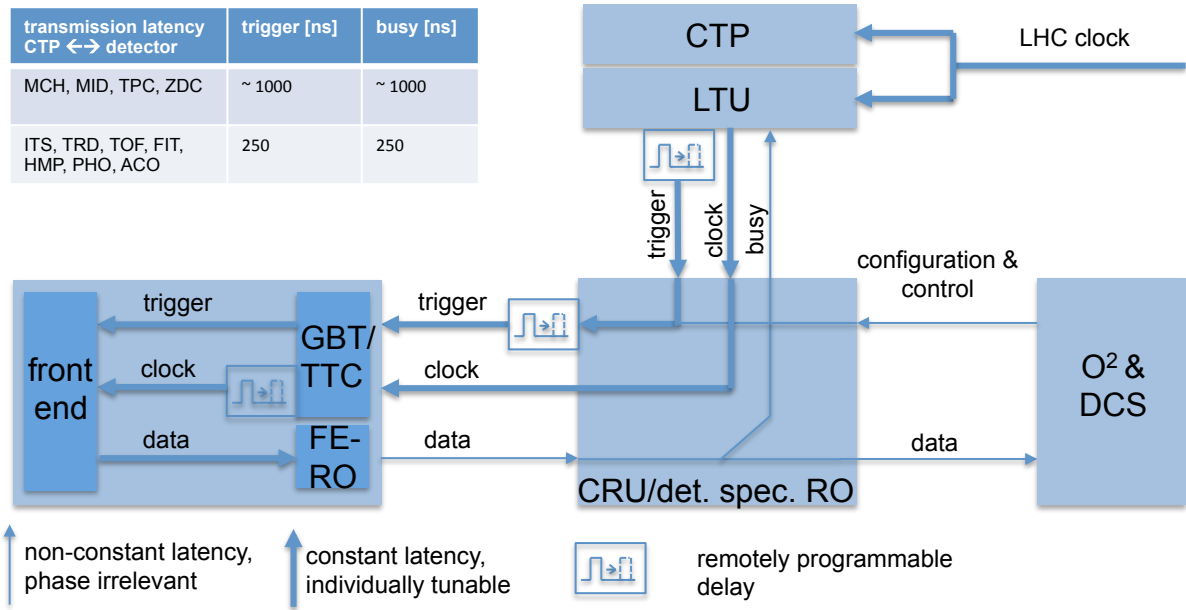 transmission latency
CTP ←→ detector
trigger [ns]
busy [ns]
MCH, MID, TPC, ZDC
~ 1000
~ 1000
ITS, TRD, TOF, FIT,
HMP, PHO, ACO
250
250
CTP
LTU
LHC clock
trigger
clock
busy
configuration &
control
trigger
trigger
GBT/
TTC
front
end
clock
clock
O² &
DCS
data
FE-
RO
data
data
CRU/det. spec. RO
non-constant latency,
phase irrelevant
constant latency,
individually tunable
remotely programmable
delay